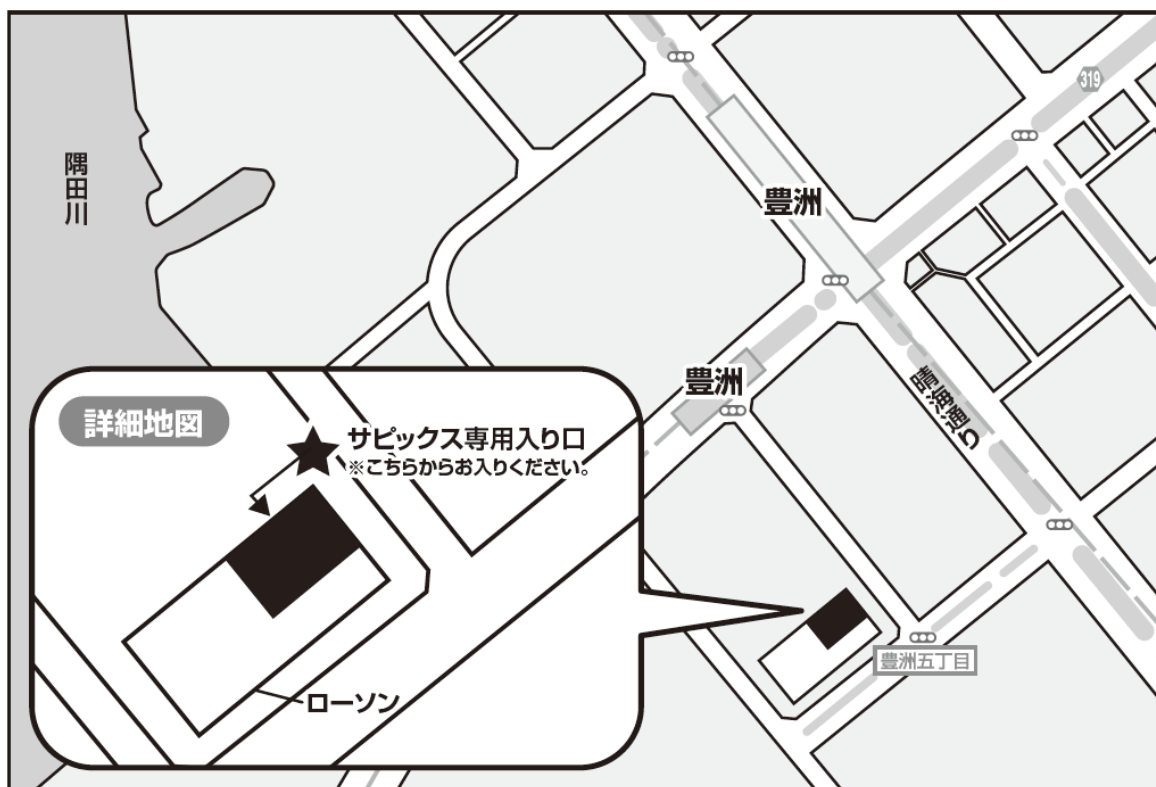 隅田川
319
豊洲
豊洲
晴海通り
詳細地図
サピックス専用入り口
※こちらからお入りください。
ローソン
豊洲五丁目